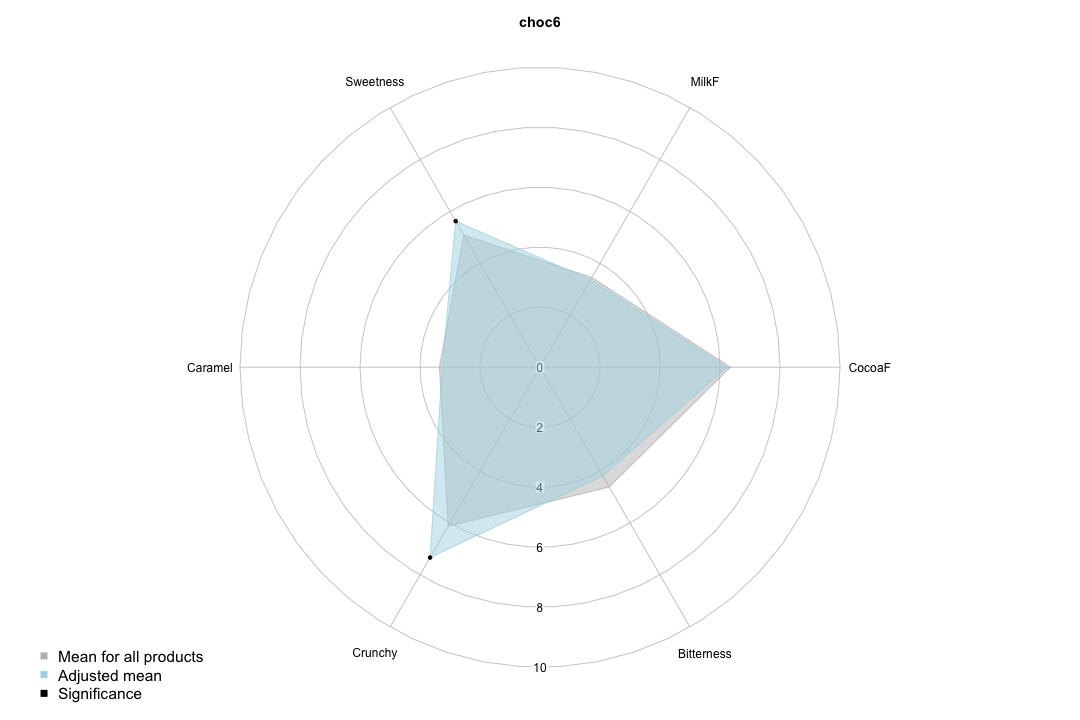 choc6
Sweetness
MilkF
Caramel
CocoaF
0
2
4
6
8
10
Crunchy
Bitterness
Mean for all products
Adjusted mean
Significance